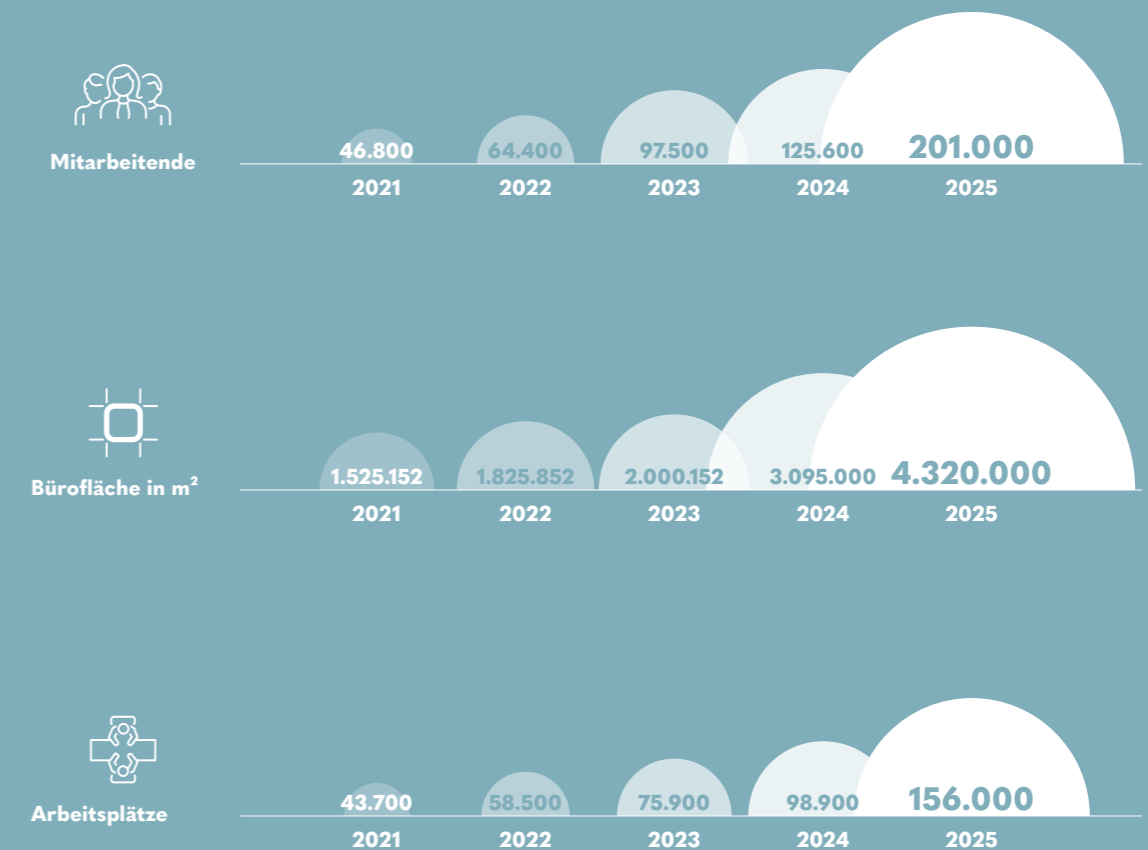 Mitarbeitende
46.800 64.400 97.500 125.600 201.000
2021 2022 2023 2024 2025
Bürofläche in m²
1.525.152 1.825.852 2.000.152 3.095.000 4.320.000
2021 2022 2023 2024 2025
Arbeitsplätze
43.700 58.500 75.900 98.900 156.000
2021 2022 2023 2024 2025